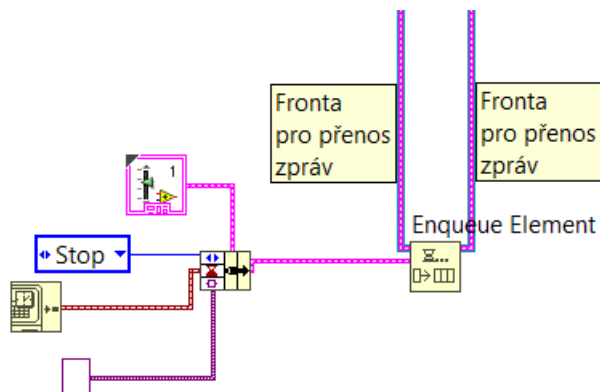 Fronta
pro přenos
zpráv
Fronta
pro přenos
zpráv
1
Enqueue Element
Stop